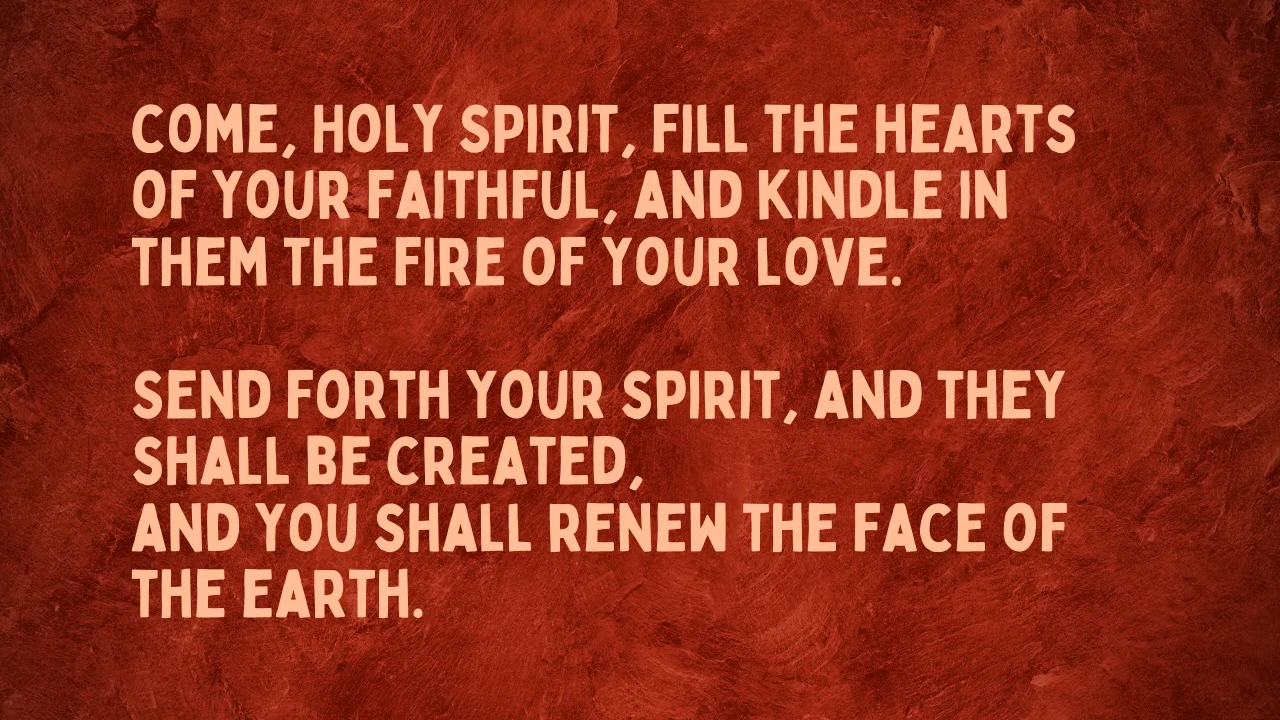 COME, HOLY SPIRIT, FILL THE HEARTS
OF YOUR FAITHFUL, AND KINDLE IN
THEM THE FIRE OF YOUR LOVE.
SEND FORTH YOUR SPIRIT, AND THEY
SHALL BE CREATED,
AND YOU SHALL RENEW THE FACE OF
THE EARTH.